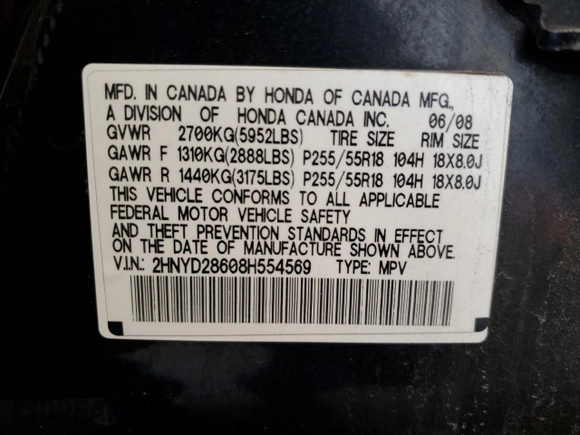 MFD. IN CANADA BY HONDA OF CANADA MFG.,
A DIVISION OF HONDA CANADA INC. 06/08
GVWR 2700KG(5952LBS) TIRE SIZE RIM SIZE
GAWR F 1310KG(2888LBS) P255/55R18 104H 18X8.0J
GAWR R 1440KG(3175LBS) P255/55R18 104H 18X8.0J
THIS VEHICLE CONFORMS TO ALL APPLICABLE
FEDERAL MOTOR VEHICLE SAFETY
AND THEFT PREVENTION STANDARDS IN EFFECT
ON THE DATE OF MANUFACTURE SHOWN ABOVE.
V.I.N.: 2HNYD28608H554569 TYPE: MPV